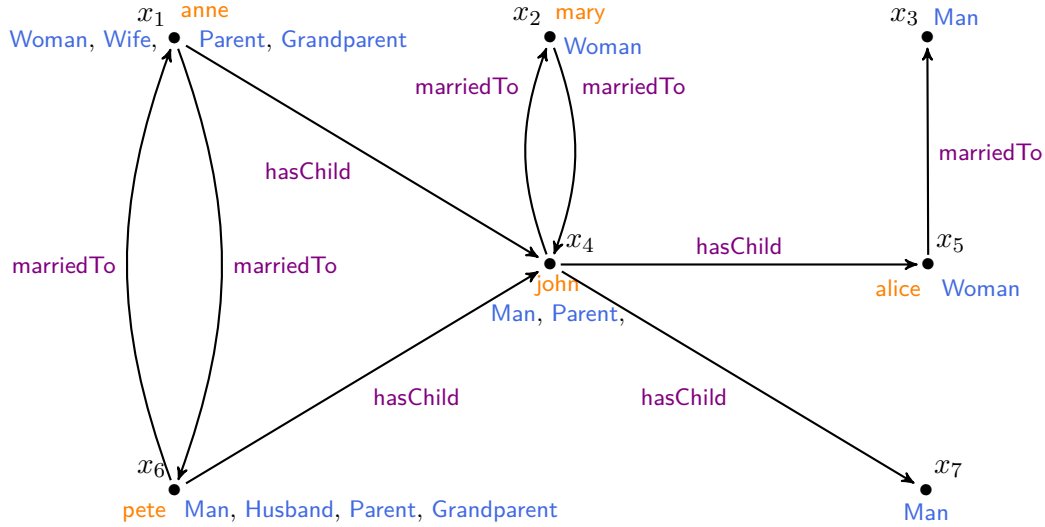 x1 anne
x2 mary
x3 Man
Woman, Wife, Parent, Grandparent
Woman
marriedTo marriedTo
hasChild
marriedTo
marriedTo marriedTo
x4
hasChild
x5
john
alice Woman
Man, Parent,
hasChild hasChild
x6
x7
pete Man, Husband, Parent, Grandparent
Man